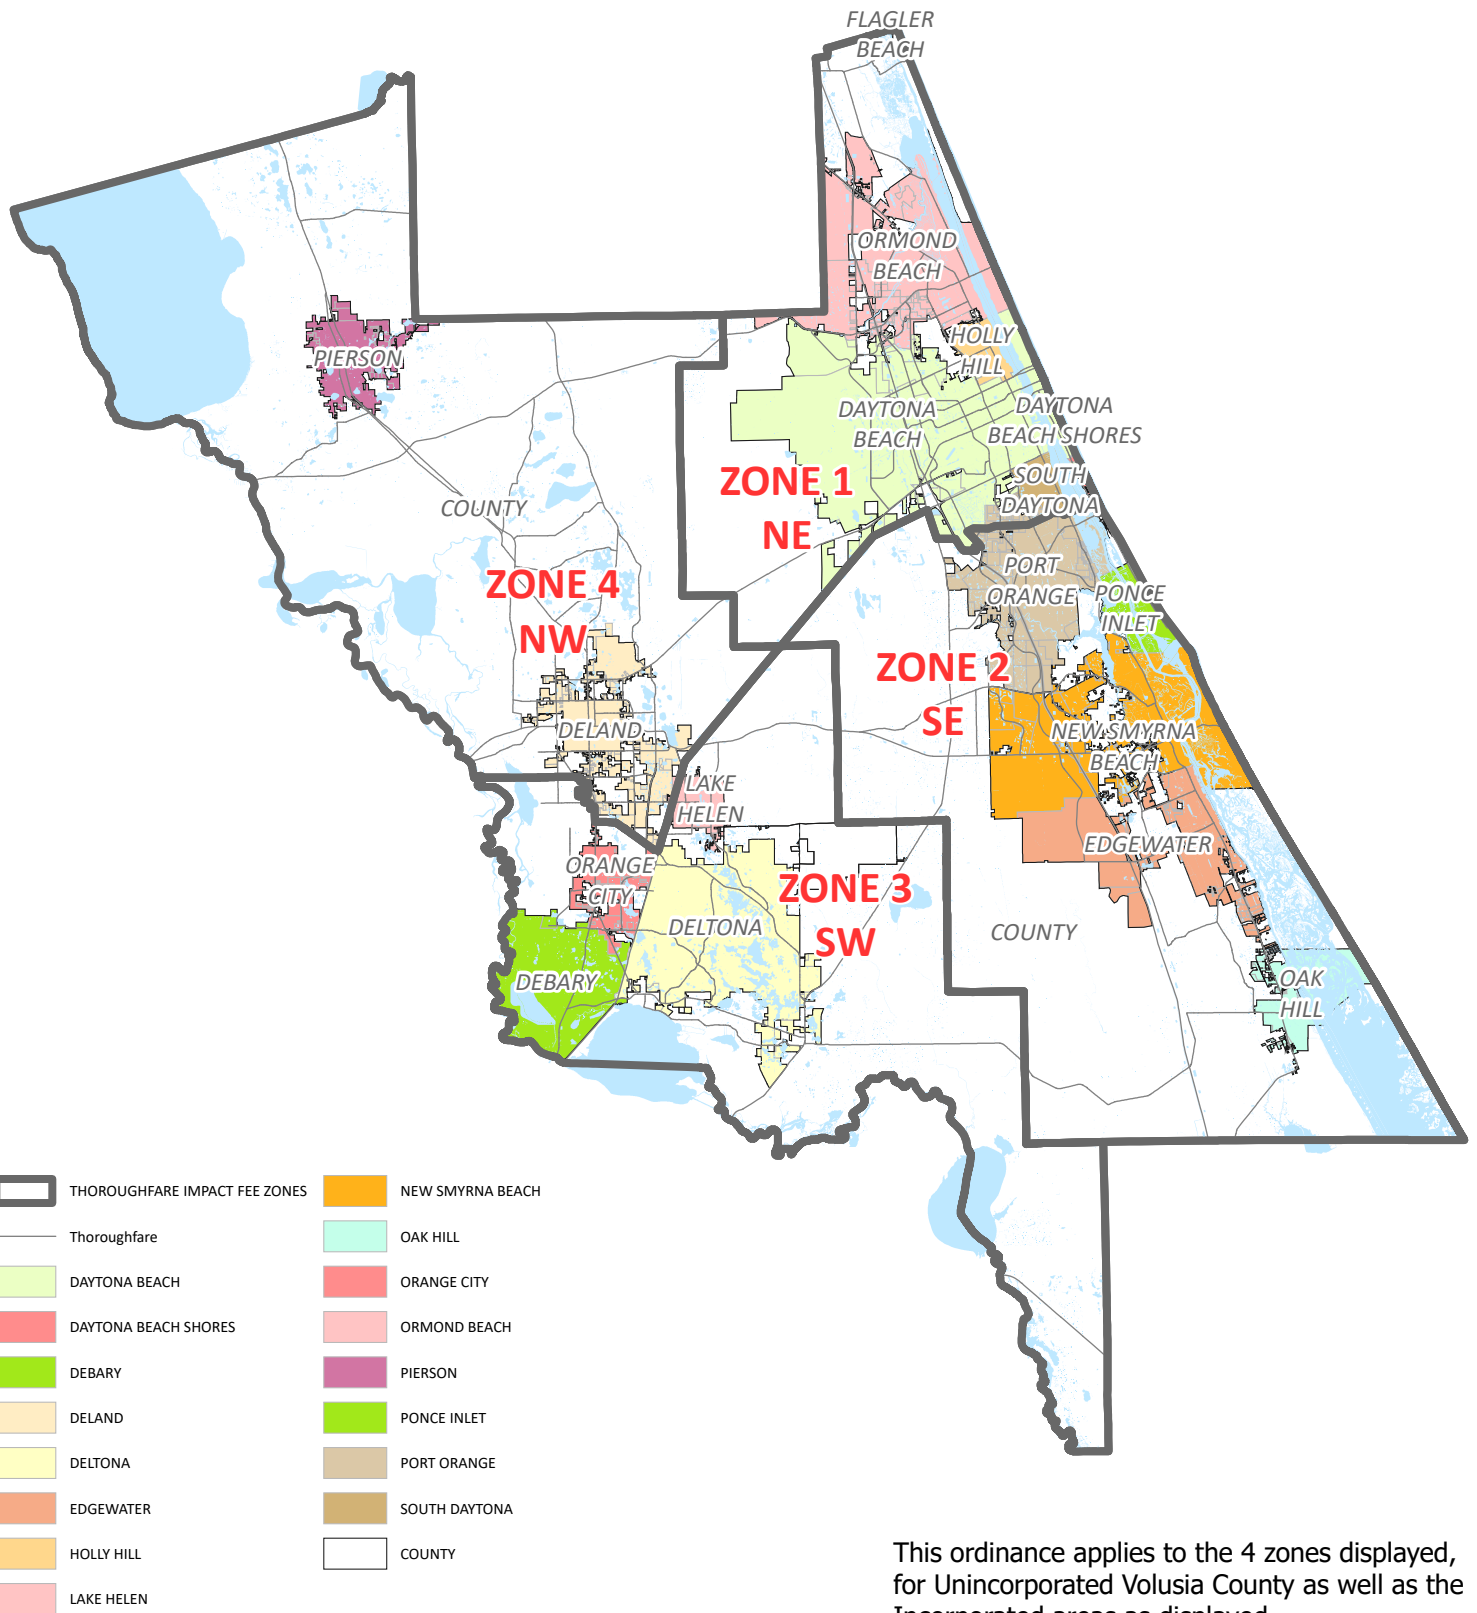 FLAGLER
BEACH
ORMOND
BEACH
HOLLY
HILL
PIERSON
DAYTONA
BEACH
DAYTONA
BEACH SHORES
ZONE 1
NE
SOUTH
DAYTONA
COUNTY
ZONE 4
NW
PORT
ORANGE
PONCE
INLET
ZONE 2
SE
DELAND
NEW SMYRNA
BEACH
LAKE
HELEN
EDGEWATER
ORANGE
CITY
ZONE 3
SW
DELTONA
COUNTY
DEBARY
OAK
HILL
THOROUGHFARE IMPACT FEE ZONES
Thoroughfare
DAYTONA BEACH
DAYTONA BEACH SHORES
DEBARY
DELAND
DELTONA
EDGEWATER
HOLLY HILL
LAKE HELEN
NEW SMYRNA BEACH
OAK HILL
ORANGE CITY
ORMOND BEACH
PIERSON
PONCE INLET
PORT ORANGE
SOUTH DAYTONA
COUNTY
This ordinance applies to the 4 zones displayed,
for Unincorporated Volusia County as well as the
Incorporated areas as displayed